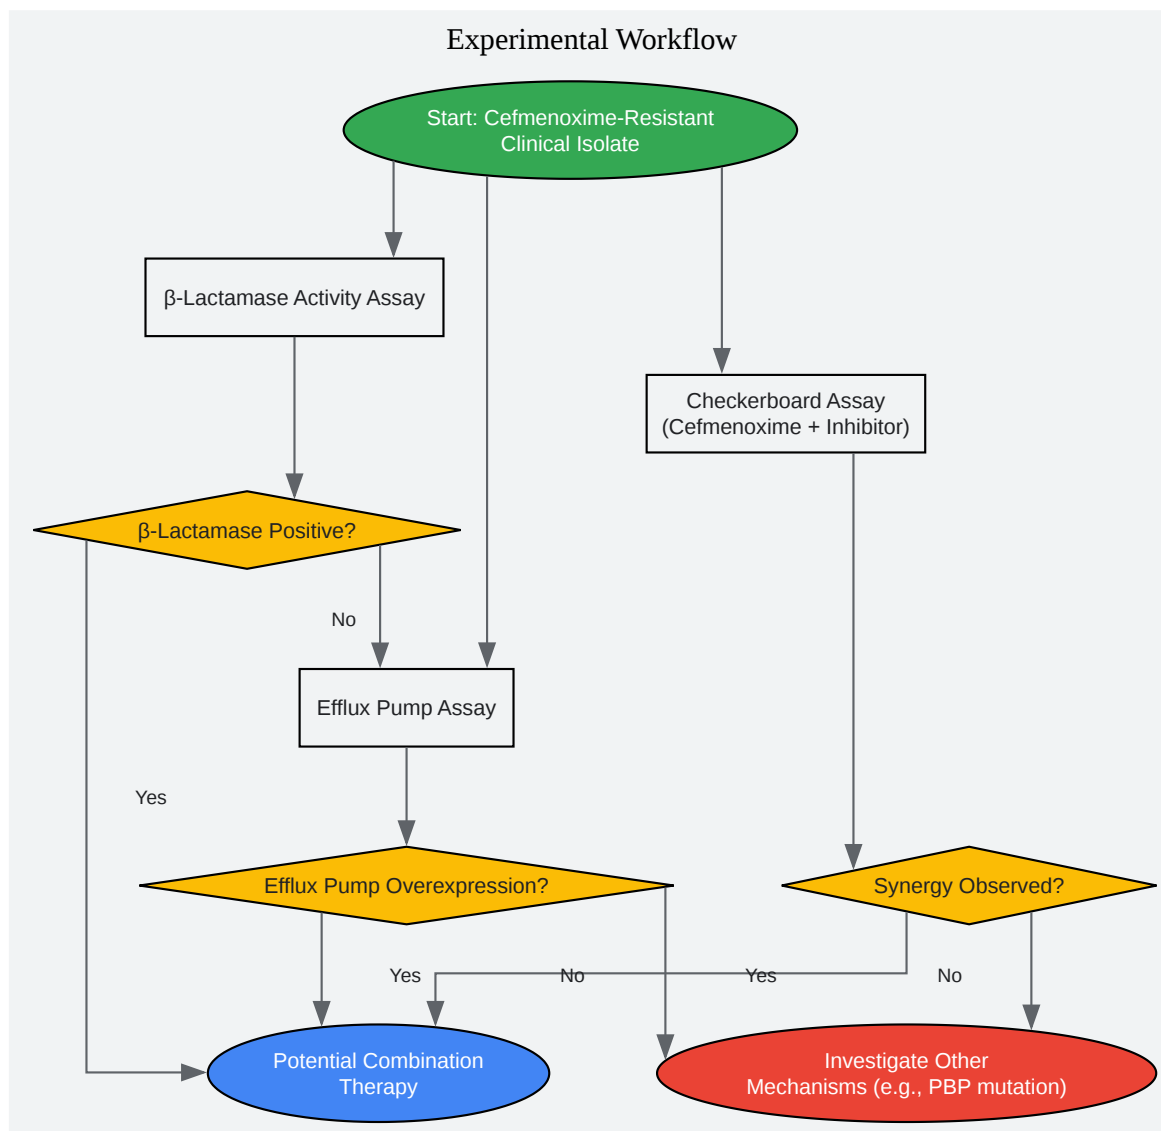 Experimental Workflow
Start: Cefmenoxime-Resistant
Clinical Isolate
β-Lactamase Activity Assay
Checkerboard Assay
(Cefmenoxime + Inhibitor)
β-Lactamase Positive?
No
Efflux Pump Assay
Yes
Efflux Pump Overexpression?
Synergy Observed?
Yes
No
Yes
No
Potential Combination
Therapy
Investigate Other
Mechanisms (e.g., PBP mutation)